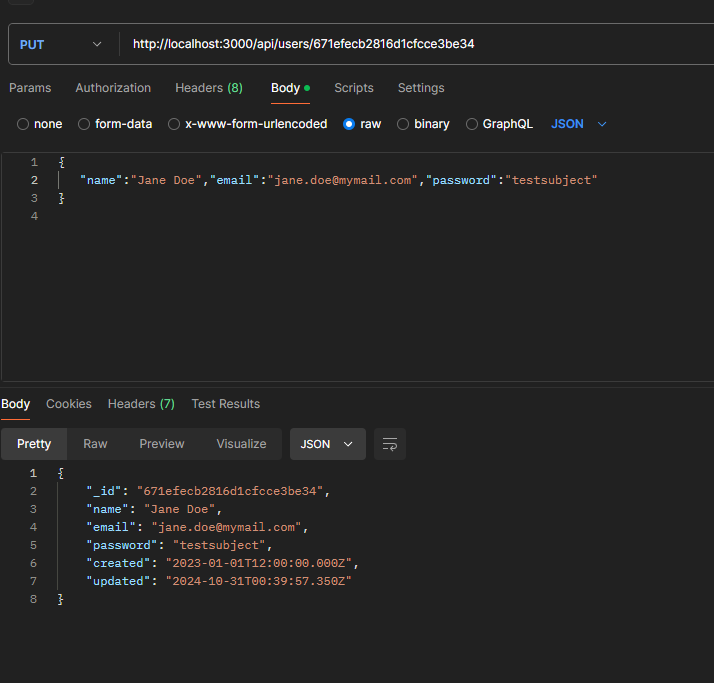 PUT http://localhost:3000/api/users/671efecb2816d1cfcce3be34
Params Authorization Headers (8) Body Scripts Settings
none form-data x-www-form-urlencoded raw binary GraphQL JSON
1 {
2 "name":"Jane Doe","email":"jane.doe@mymail.com","password":"testsubject"
3 }
4
Body Cookies Headers (7) Test Results
Pretty Raw Preview Visualize JSON
1 {
2 "_id": "671efecb2816d1cfcce3be34",
3 "name": "Jane Doe",
4 "email": "jane.doe@mymail.com",
5 "password": "testsubject",
6 "created": "2023-01-01T12:00:00.000Z",
7 "updated": "2024-10-31T00:39:57.350Z"
8 }